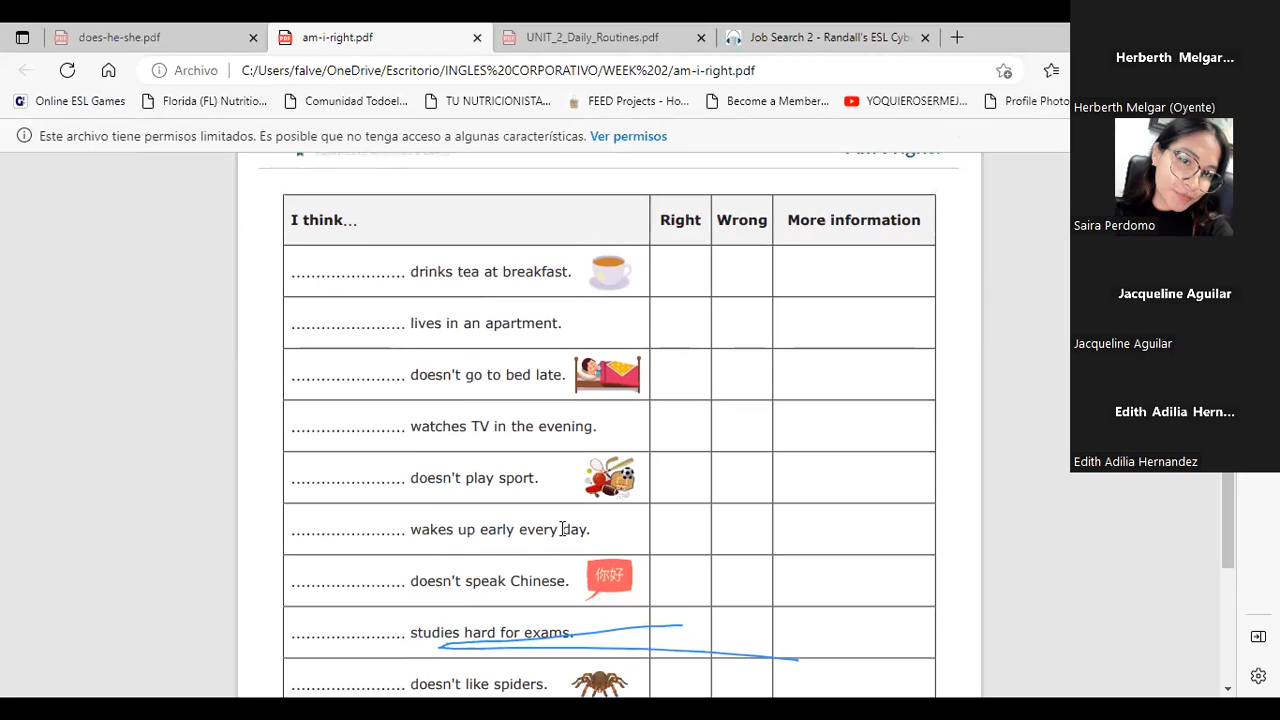 does-he-she.pdf
am-i-right.pdf
UNIT_2_Daily_Routines.pdf
Job Search 2 - Randall's ESL Cyb
Archivo
C:/Users/falve/OneDrive/Escritorio/INGLES%20CORPORATIVO/WEEK%202/am-i-right.pdf
Online ESL Games
Florida (FL) Nutritio...
Comunidad Todoel...
TU NUTRICIONISTA...
FEED Projects - Ho...
Become a Member...
YOQUIEROSERMEJ...
Profile Photo
Este archivo tiene permisos limitados. Es posible que no tenga acceso a algunas características. Ver permisos
I think...
Right
Wrong
More information
...................... drinks tea at breakfast.
...................... lives in an apartment.
...................... doesn't go to bed late.
...................... watches TV in the evening.
...................... doesn't play sport.
...................... wakes up early every day.
...................... doesn't speak Chinese.
你好
...................... studies hard for exams.
...................... doesn't like spiders.
Herberth Melgar...
Herberth Melgar (Oyente)
Saira Perdomo
Jacqueline Aguilar
Jacqueline Aguilar
Edith Adilia Hern...
Edith Adilia Hernandez